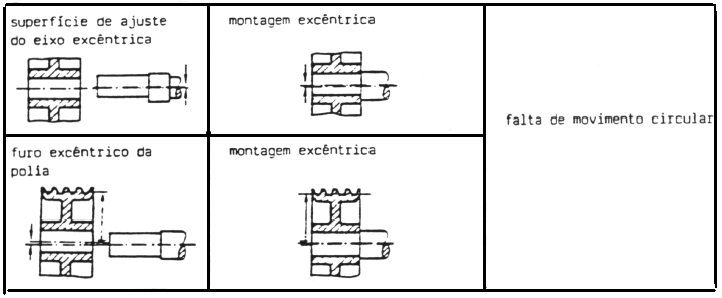 superfície de ajuste
do eixo excêntrica
montagem excêntrica
falta de movimento circular
furo excêntrico da
polia
montagem excêntrica